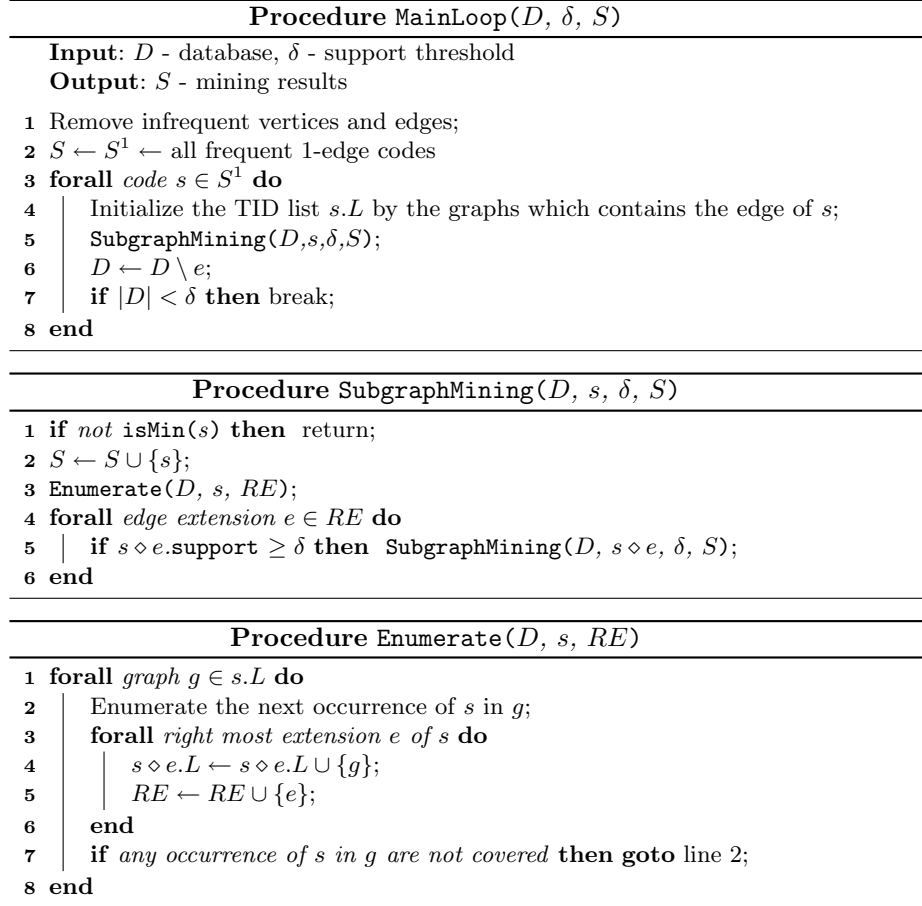 Procedure MainLoop(D, δ, S)
Input: D - database, δ - support threshold
Output: S - mining results
1 Remove infrequent vertices and edges;
2 S ← S¹ ← all frequent 1-edge codes
3 forall code s ∈ S¹ do
4 Initialize the TID list s.L by the graphs which contains the edge of s;
5 SubgraphMining(D,s,δ,S);
6 D ← D \ e;
7 if |D| < δ then break;
8 end
Procedure SubgraphMining(D, s, δ, S)
1 if not isMin(s) then return;
2 S ← S ∪ {s};
3 Enumerate(D, s, RE);
4 forall edge extension e ∈ RE do
5 if s ⋄ e.support ≥ δ then SubgraphMining(D, s ⋄ e, δ, S);
6 end
Procedure Enumerate(D, s, RE)
1 forall graph g ∈ s.L do
2 Enumerate the next occurrence of s in g;
3 forall right most extension e of s do
4 s ⋄ e.L ← s ⋄ e.L ∪ {g};
5 RE ← RE ∪ {e};
6 end
7 if any occurrence of s in g are not covered then goto line 2;
8 end